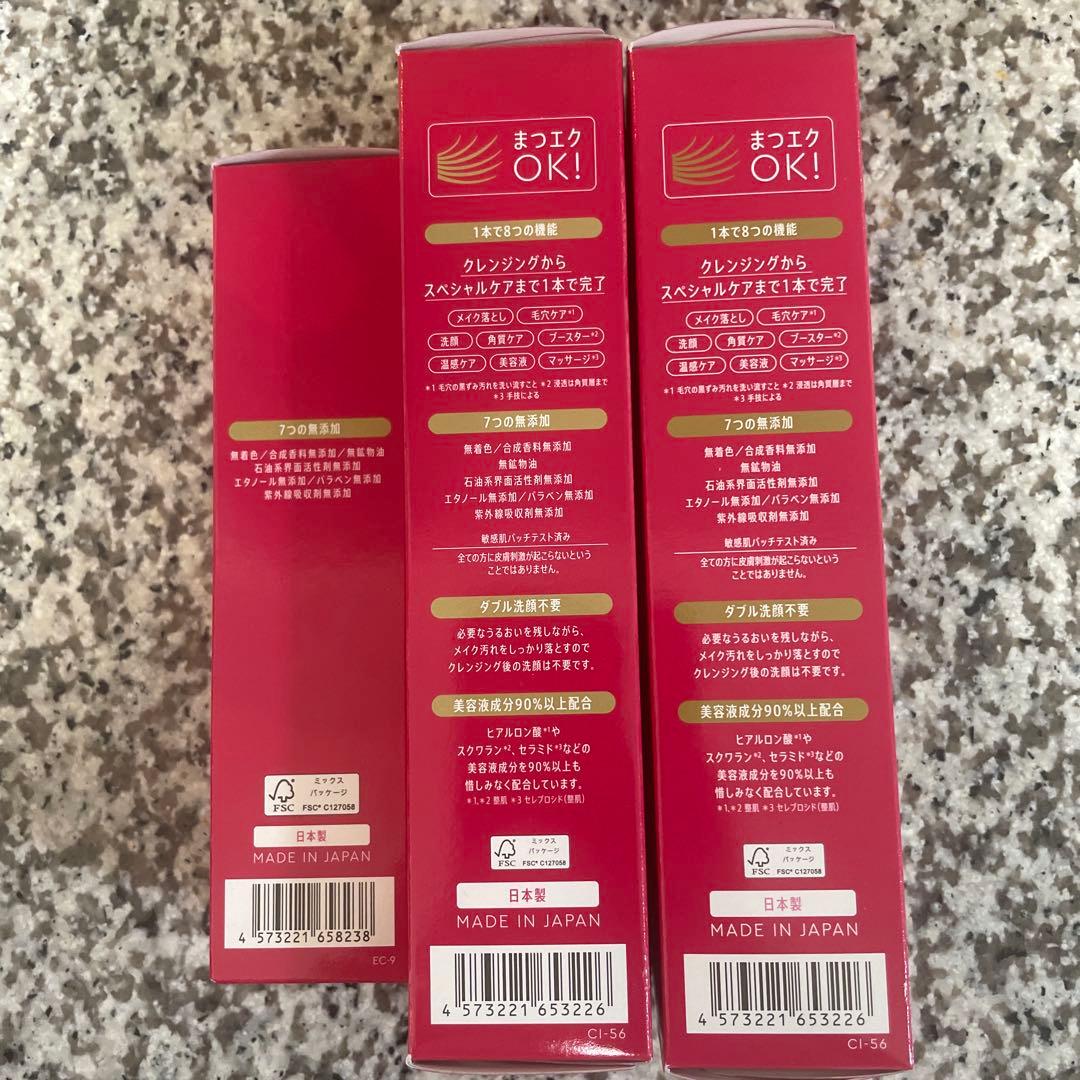 7つの無添加
無着色／合成香料無添加／無鉱物油
石油系界面活性剤無添加
エタノール無添加／パラベン無添加
紫外線吸収剤無添加
FSC
ミックス
パッケージ
FSC® C127058
日本製
MADE IN JAPAN
4 573221 658238
EC-9
まつエク
OK!
1本で8つの機能
クレンジングから
スペシャルケアまで1本で完了
メイク落とし 毛穴ケア*1
洗顔 角質ケア ブースター*2
温感ケア 美容液 マッサージ*3
*1 毛穴の黒ずみ汚れを洗い流すこと *2 浸透は角質層まで
*3 手技による
7つの無添加
無着色／合成香料無添加
無鉱物油
石油系界面活性剤無添加
エタノール無添加／パラベン無添加
紫外線吸収剤無添加
敏感肌パッチテスト済み
全ての方に皮膚刺激が起こらないという
ことではありません。
ダブル洗顔不要
必要なうるおいを残しながら、
メイク汚れをしっかり落とすので
クレンジング後の洗顔は不要です。
美容液成分90%以上配合
ヒアルロン酸*1や
スクワラン*2、セラミド*3などの
美容液成分を90%以上も
惜しみなく配合しています。
*1,*2 整肌 *3 セレブロシド(整肌)
FSC
ミックス
パッケージ
FSC® C127058
日本製
MADE IN JAPAN
4 573221 653226
CI-56
まつエク
OK!
1本で8つの機能
クレンジングから
スペシャルケアまで1本で完了
メイク落とし 毛穴ケア*1
洗顔 角質ケア ブースター*2
温感ケア 美容液 マッサージ*3
*1 毛穴の黒ずみ汚れを洗い流すこと *2 浸透は角質層まで
*3 手技による
7つの無添加
無着色／合成香料無添加
無鉱物油
石油系界面活性剤無添加
エタノール無添加／パラベン無添加
紫外線吸収剤無添加
敏感肌パッチテスト済み
全ての方に皮膚刺激が起こらないという
ことではありません。
ダブル洗顔不要
必要なうるおいを残しながら、
メイク汚れをしっかり落とすので
クレンジング後の洗顔は不要です。
美容液成分90%以上配合
ヒアルロン酸*1や
スクワラン*2、セラミド*3などの
美容液成分を90%以上も
惜しみなく配合しています。
*1,*2 整肌 *3 セレブロシド(整肌)
FSC
ミックス
パッケージ
FSC® C127058
日本製
MADE IN JAPAN
4 573221 653226
CI-56